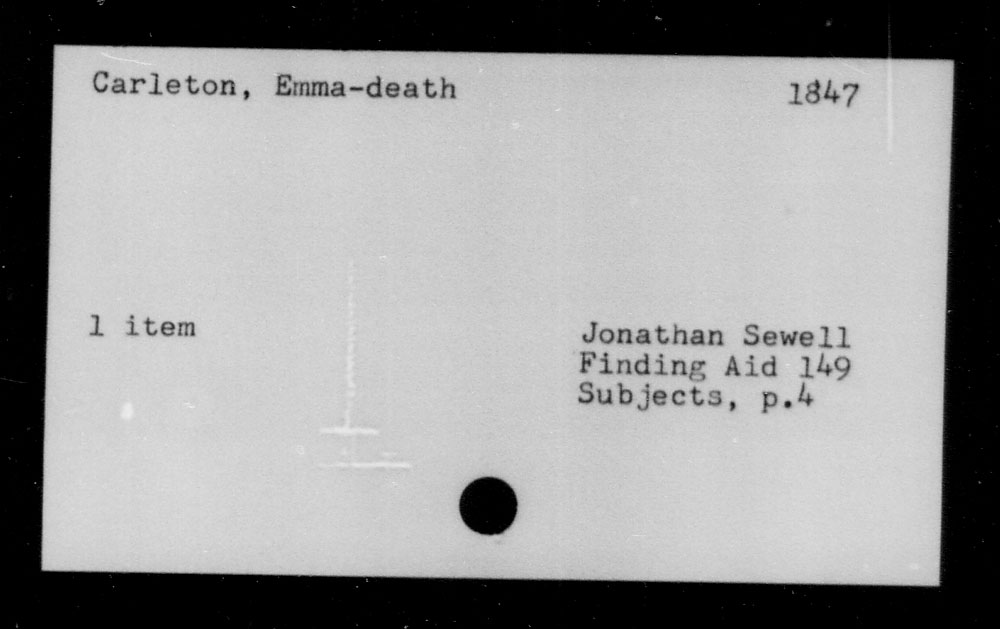 Carleton, Emma-death 1847
1 item
Jonathan Sewell
Finding Aid 149
Subjects, p.4